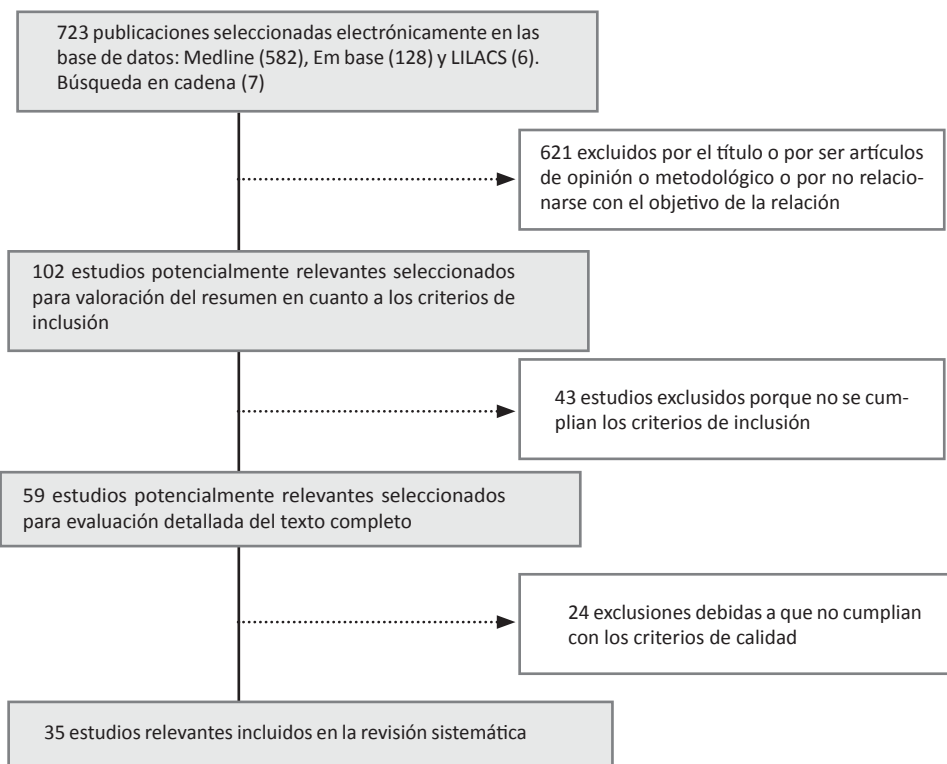 723 publicaciones seleccionadas electrónicamente en las
base de datos: Medline (582), Em base (128) y LILACS (6).
Búsqueda en cadena (7)
621 excluidos por el título o por ser artículos
de opinión o metodológico o por no relacio-
narse con el objetivo de la relación
102 estudios potencialmente relevantes seleccionados
para valoración del resumen en cuanto a los criterios de
inclusión
43 estudios exclusidos porque no se cum-
plian los criterios de inclusión
59 estudios potencialmente relevantes seleccionados
para evaluación detallada del texto completo
24 exclusiones debidas a que no cumplian
con los criterios de calidad
35 estudios relevantes incluidos en la revisión sistemática